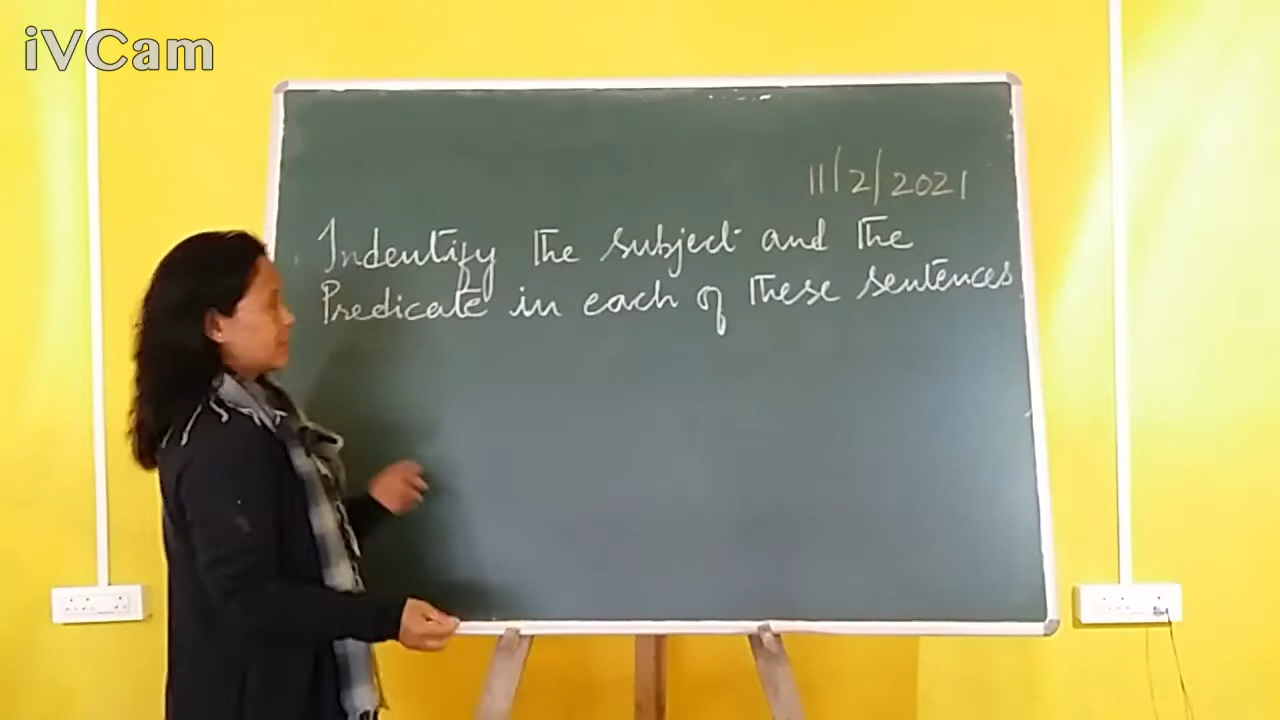 iVCam
11/2/2021
Indentify the subject and the
Predicate in each of these sentences.